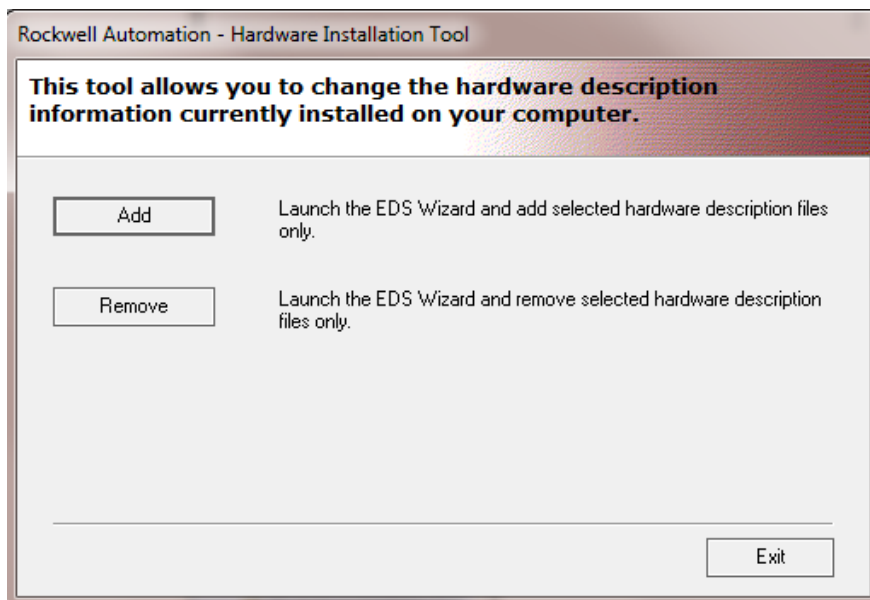 Rockwell Automation - Hardware Installation Tool
This tool allows you to change the hardware description
information currently installed on your computer.
Add
Launch the EDS Wizard and add selected hardware description files
only.
Remove
Launch the EDS Wizard and remove selected hardware description
files only.
Exit